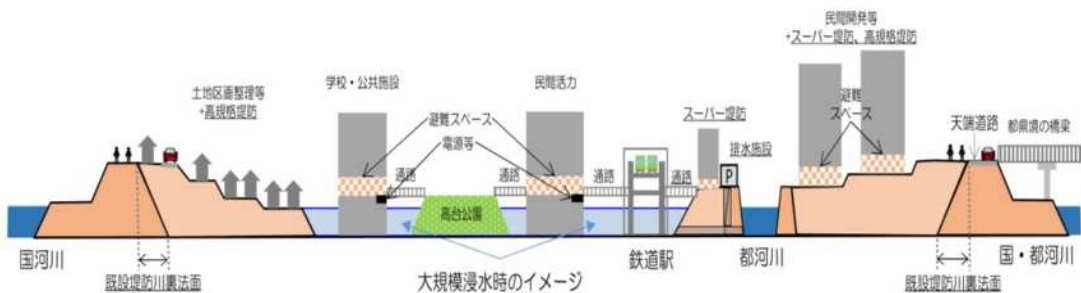 民間開発等
+スーパー堤防、高規格堤防
学校・公共施設
民間活力
土地区画整理等
+高規格堤防
避難スペース
電源等
スーパー堤防
避難
スペース
天端道路
都県境の橋梁
排水施設
通路
通路
通路
通路
P
高台公園
国河川
大規模浸水時のイメージ
鉄道駅
都河川
国・都河川
既設堤防川裏法面
既設堤防川裏法面